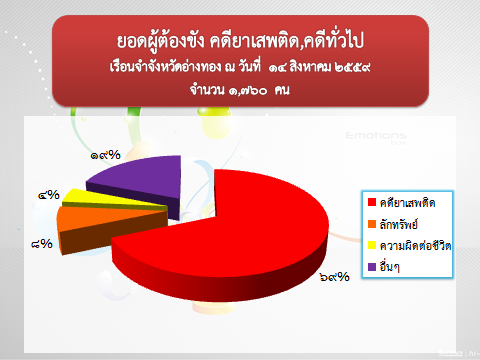 ยอดผู้ต้องขัง คดียาเสพติด,คดีทั่วไป
เรือนจำจังหวัดอ่างทอง ณ วันที่ ๑๔ สิงหาคม ๒๕๕๙
จำนวน ๑,๗๖๐ คน
Emotions
๑๙%
๔%
๘%
๖๙%
คดียาเสพติด
ลักทรัพย์
ความผิดต่อชีวิต
อื่นๆ